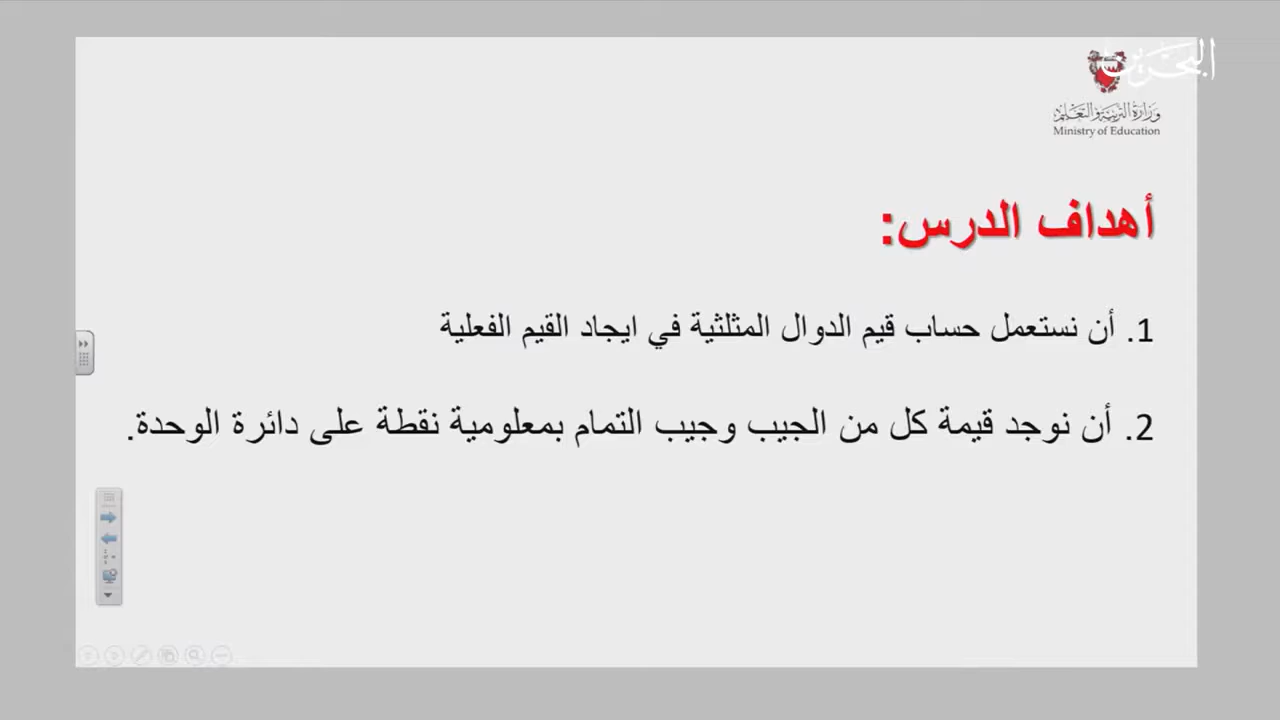 البحرين
وزارة التربية والتعليم
Ministry of Education
أهداف الدرس:
1. أن نستعمل حساب قيم الدوال المثلثية في ايجاد القيم الفعلية
2. أن نوجد قيمة كل من الجيب وجيب التمام بمعلومية نقطة على دائرة الوحدة.